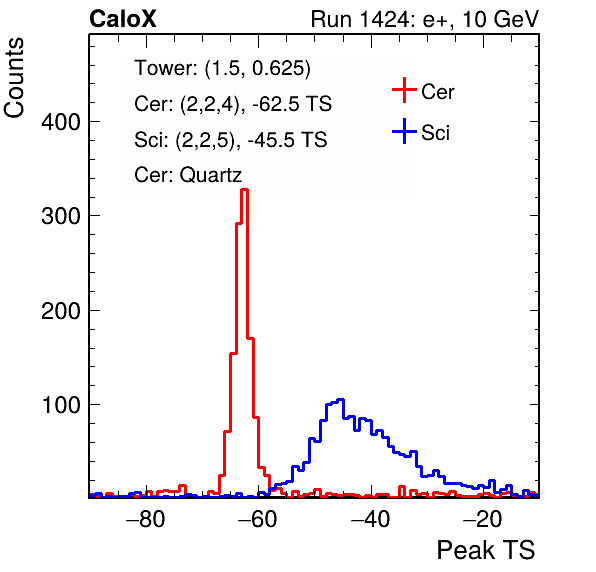 CaloX Run 1424: e+, 10 GeV
Counts
Tower: (1.5, 0.625)
Cer: (2,2,4), -62.5 TS
Sci: (2,2,5), -45.5 TS
Cer: Quartz
Cer
Sci
400
300
200
100
−80 −60 −40 −20
Peak TS